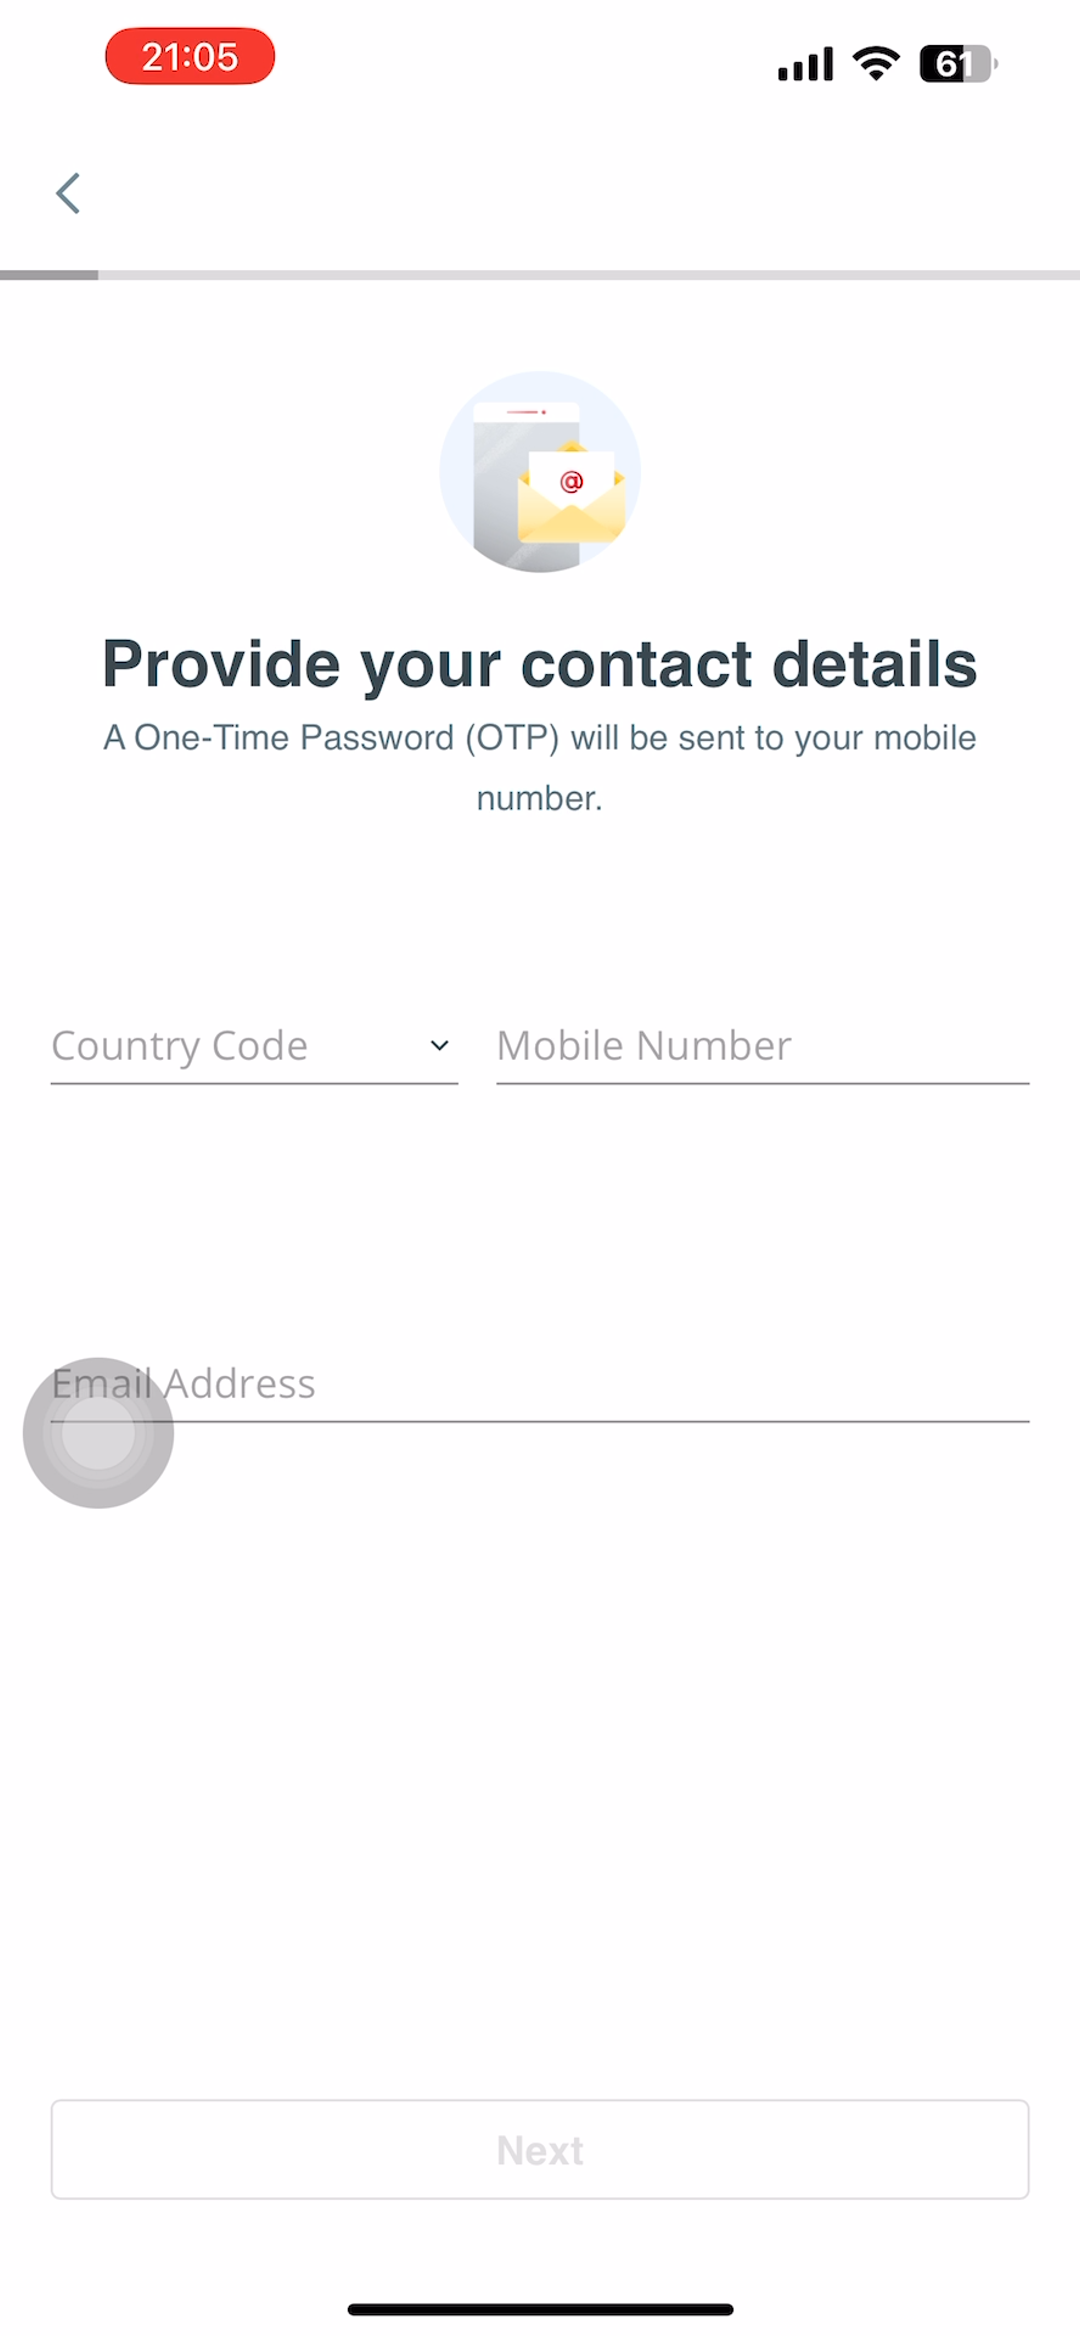 21:05
61
@
Provide your contact details
A One-Time Password (OTP) will be sent to your mobile
number.
Country Code
Mobile Number
Email Address
Next